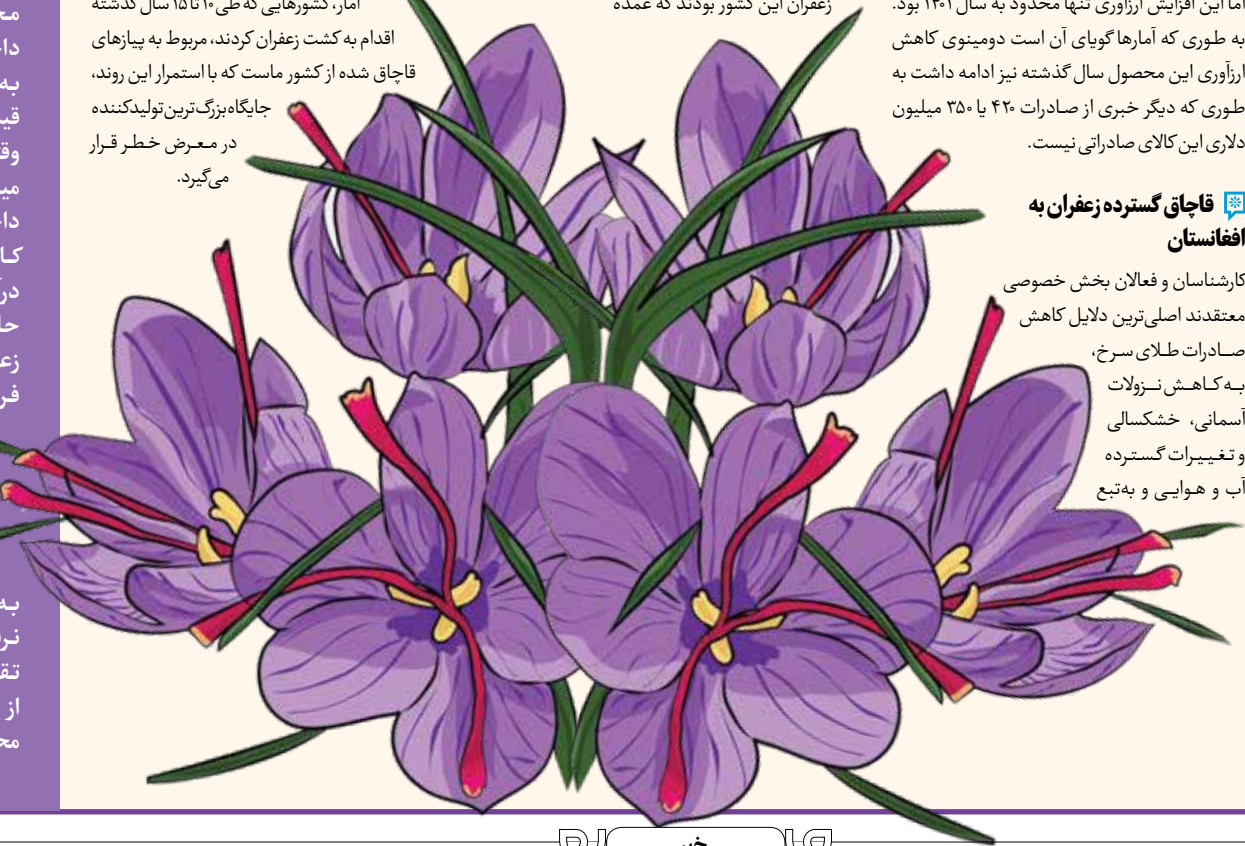 اما این افزایش ارزآوری تنها محدود به سال ۱۴۰۱ بود.
به طوری که آمارها گویای آن است دومینوی کاهش
ارزآوری این محصول سال گذشته نیز ادامه داشت به
طوری که دیگر خبری از صادرات ۴۲۰ یا ۳۵۰ میلیون
دلاری این کالای صادراتی نیست.
قاچاق گسترده زعفران به
افغانستان
کارشناسان و فعالان بخش خصوصی
معتقدند اصلی‌ترین دلایل کاهش
صادرات طلای سرخ،
به کاهش نزولات
آسمانی، خشکسالی
و تغییرات گسترده
آب و هوایی و به‌تبع
زعفران این کشور بودند که عمده
آمار، کشورهایی که طی ۱۰ تا ۱۵ سال گذشته
اقدام به کشت زعفران کردند، مربوط به پیازهای
قاچاق شده از کشور ماست که با استمرار این روند،
جایگاه بزرگ‌ترین تولیدکننده
در معرض خطر قرار
می‌گیرد.
از